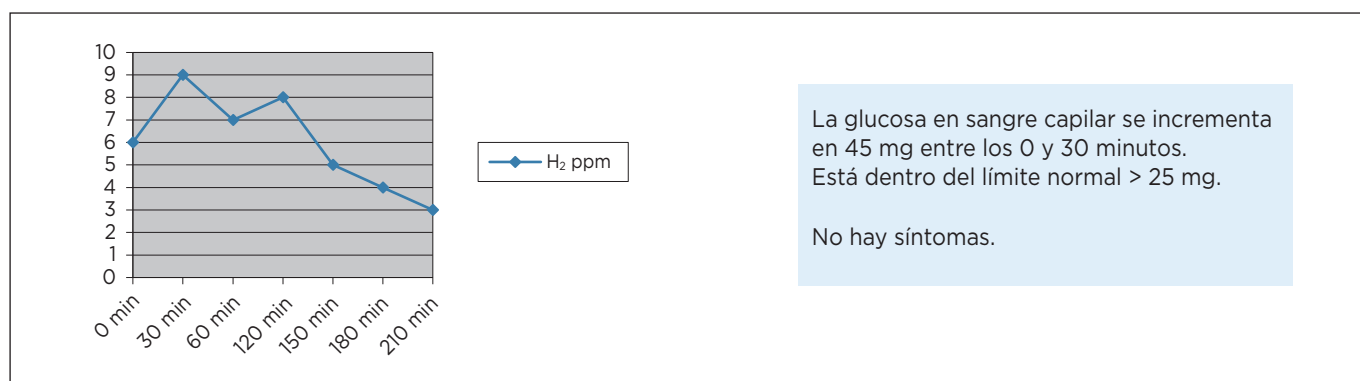 10
9
8
7
6
5
4
3
2
1
0
0 min
30 min
60 min
120 min
150 min
180 min
210 min
H₂ ppm
La glucosa en sangre capilar se incrementa
en 45 mg entre los 0 y 30 minutos.
Está dentro del límite normal > 25 mg.
No hay síntomas.